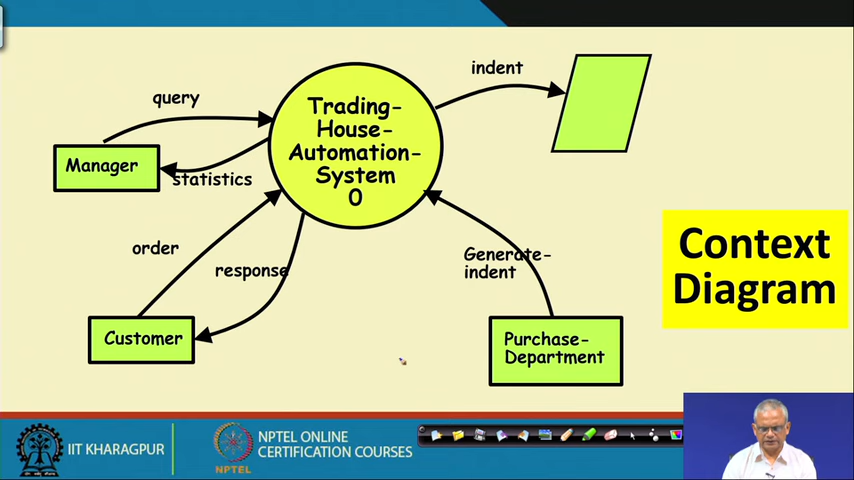 query
indent
Trading-
House-
Automation-
System
0
Manager
statistics
order
response
Generate-
indent
Context
Diagram
Customer
Purchase-
Department
IIT KHARAGPUR
NPTEL
NPTEL ONLINE
CERTIFICATION COURSES